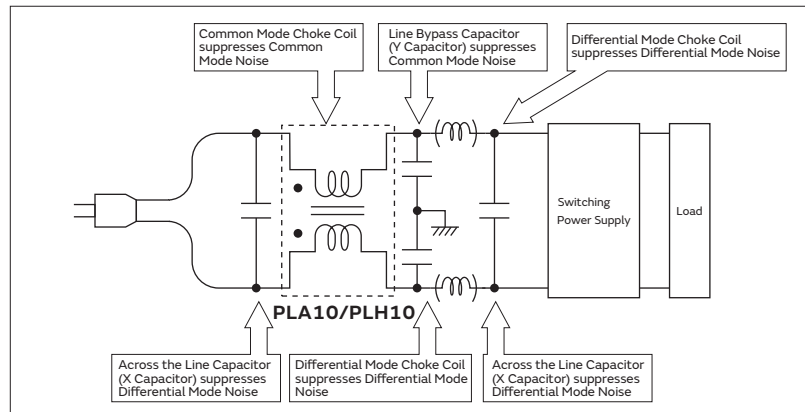 Common Mode Choke Coil
suppresses Common
Mode Noise
Line Bypass Capacitor
(Y Capacitor) suppresses
Common Mode Noise
Differential Mode Choke Coil
suppresses Differential Mode Noise
Switching
Power Supply
Load
PLA10/PLH10
Across the Line Capacitor
(X Capacitor) suppresses
Differential Mode Noise
Differential Mode Choke Coil
suppresses Differential Mode
Noise
Across the Line Capacitor
(X Capacitor) suppresses
Differential Mode Noise